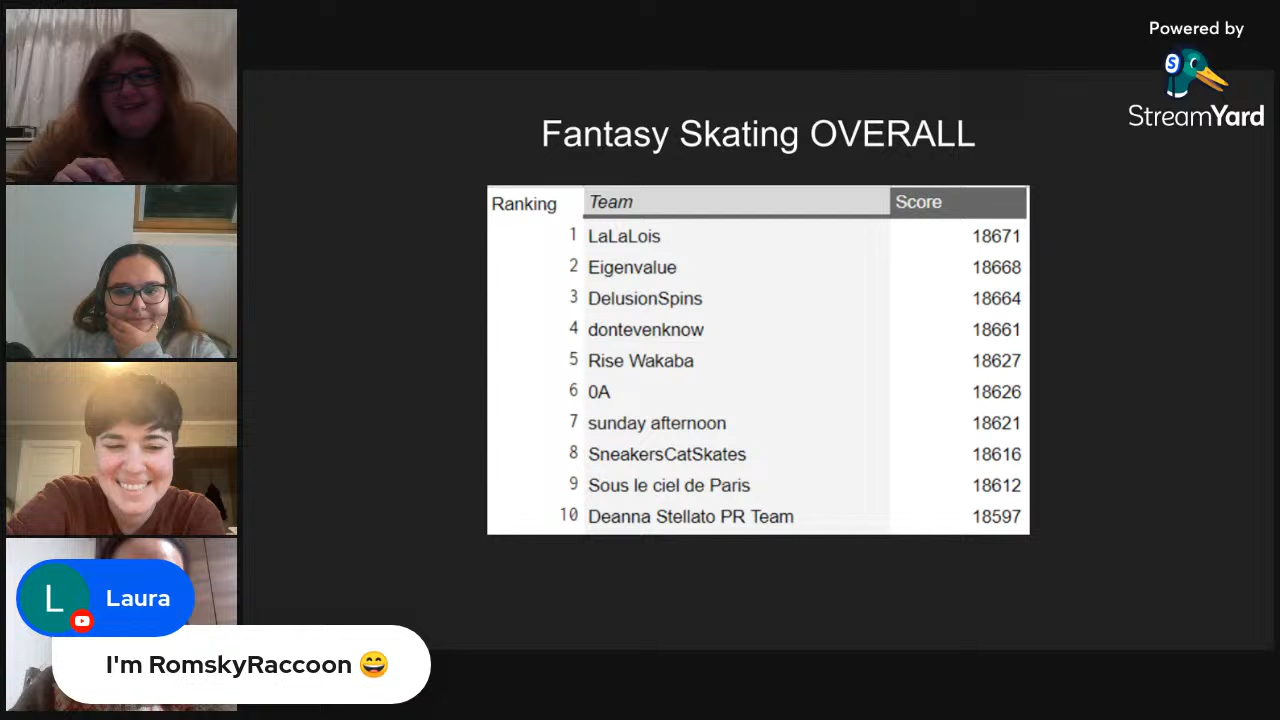 Powered by
S
StreamYard
Fantasy Skating OVERALL
Ranking Team Score
1 LaLaLois 18671
2 Eigenvalue 18668
3 DelusionSpins 18664
4 dontevenknow 18661
5 Rise Wakaba 18627
6 0A 18626
7 sunday afternoon 18621
8 SneakersCatSkates 18616
9 Sous le ciel de Paris 18612
10 Deanna Stellato PR Team 18597
L Laura
I'm RomskyRaccoon 😄